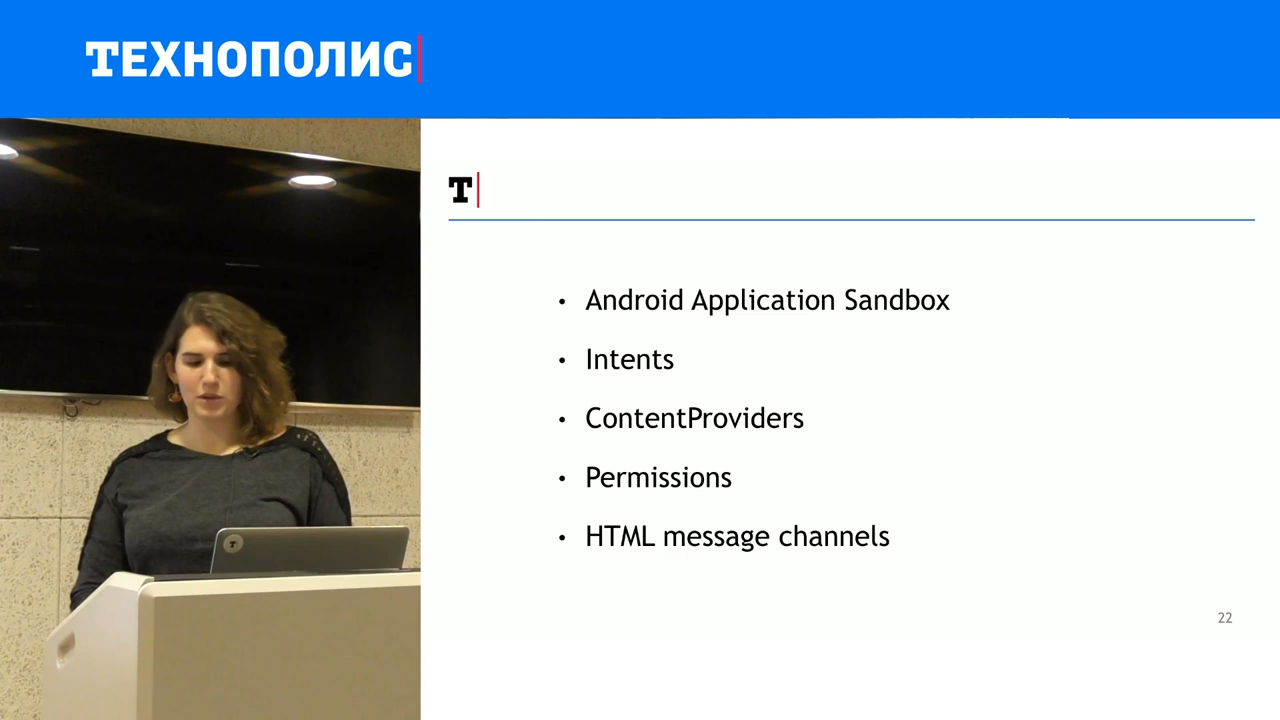 ТЕХНОПОЛИС
Т
• Android Application Sandbox
• Intents
• ContentProviders
• Permissions
• HTML message channels
22